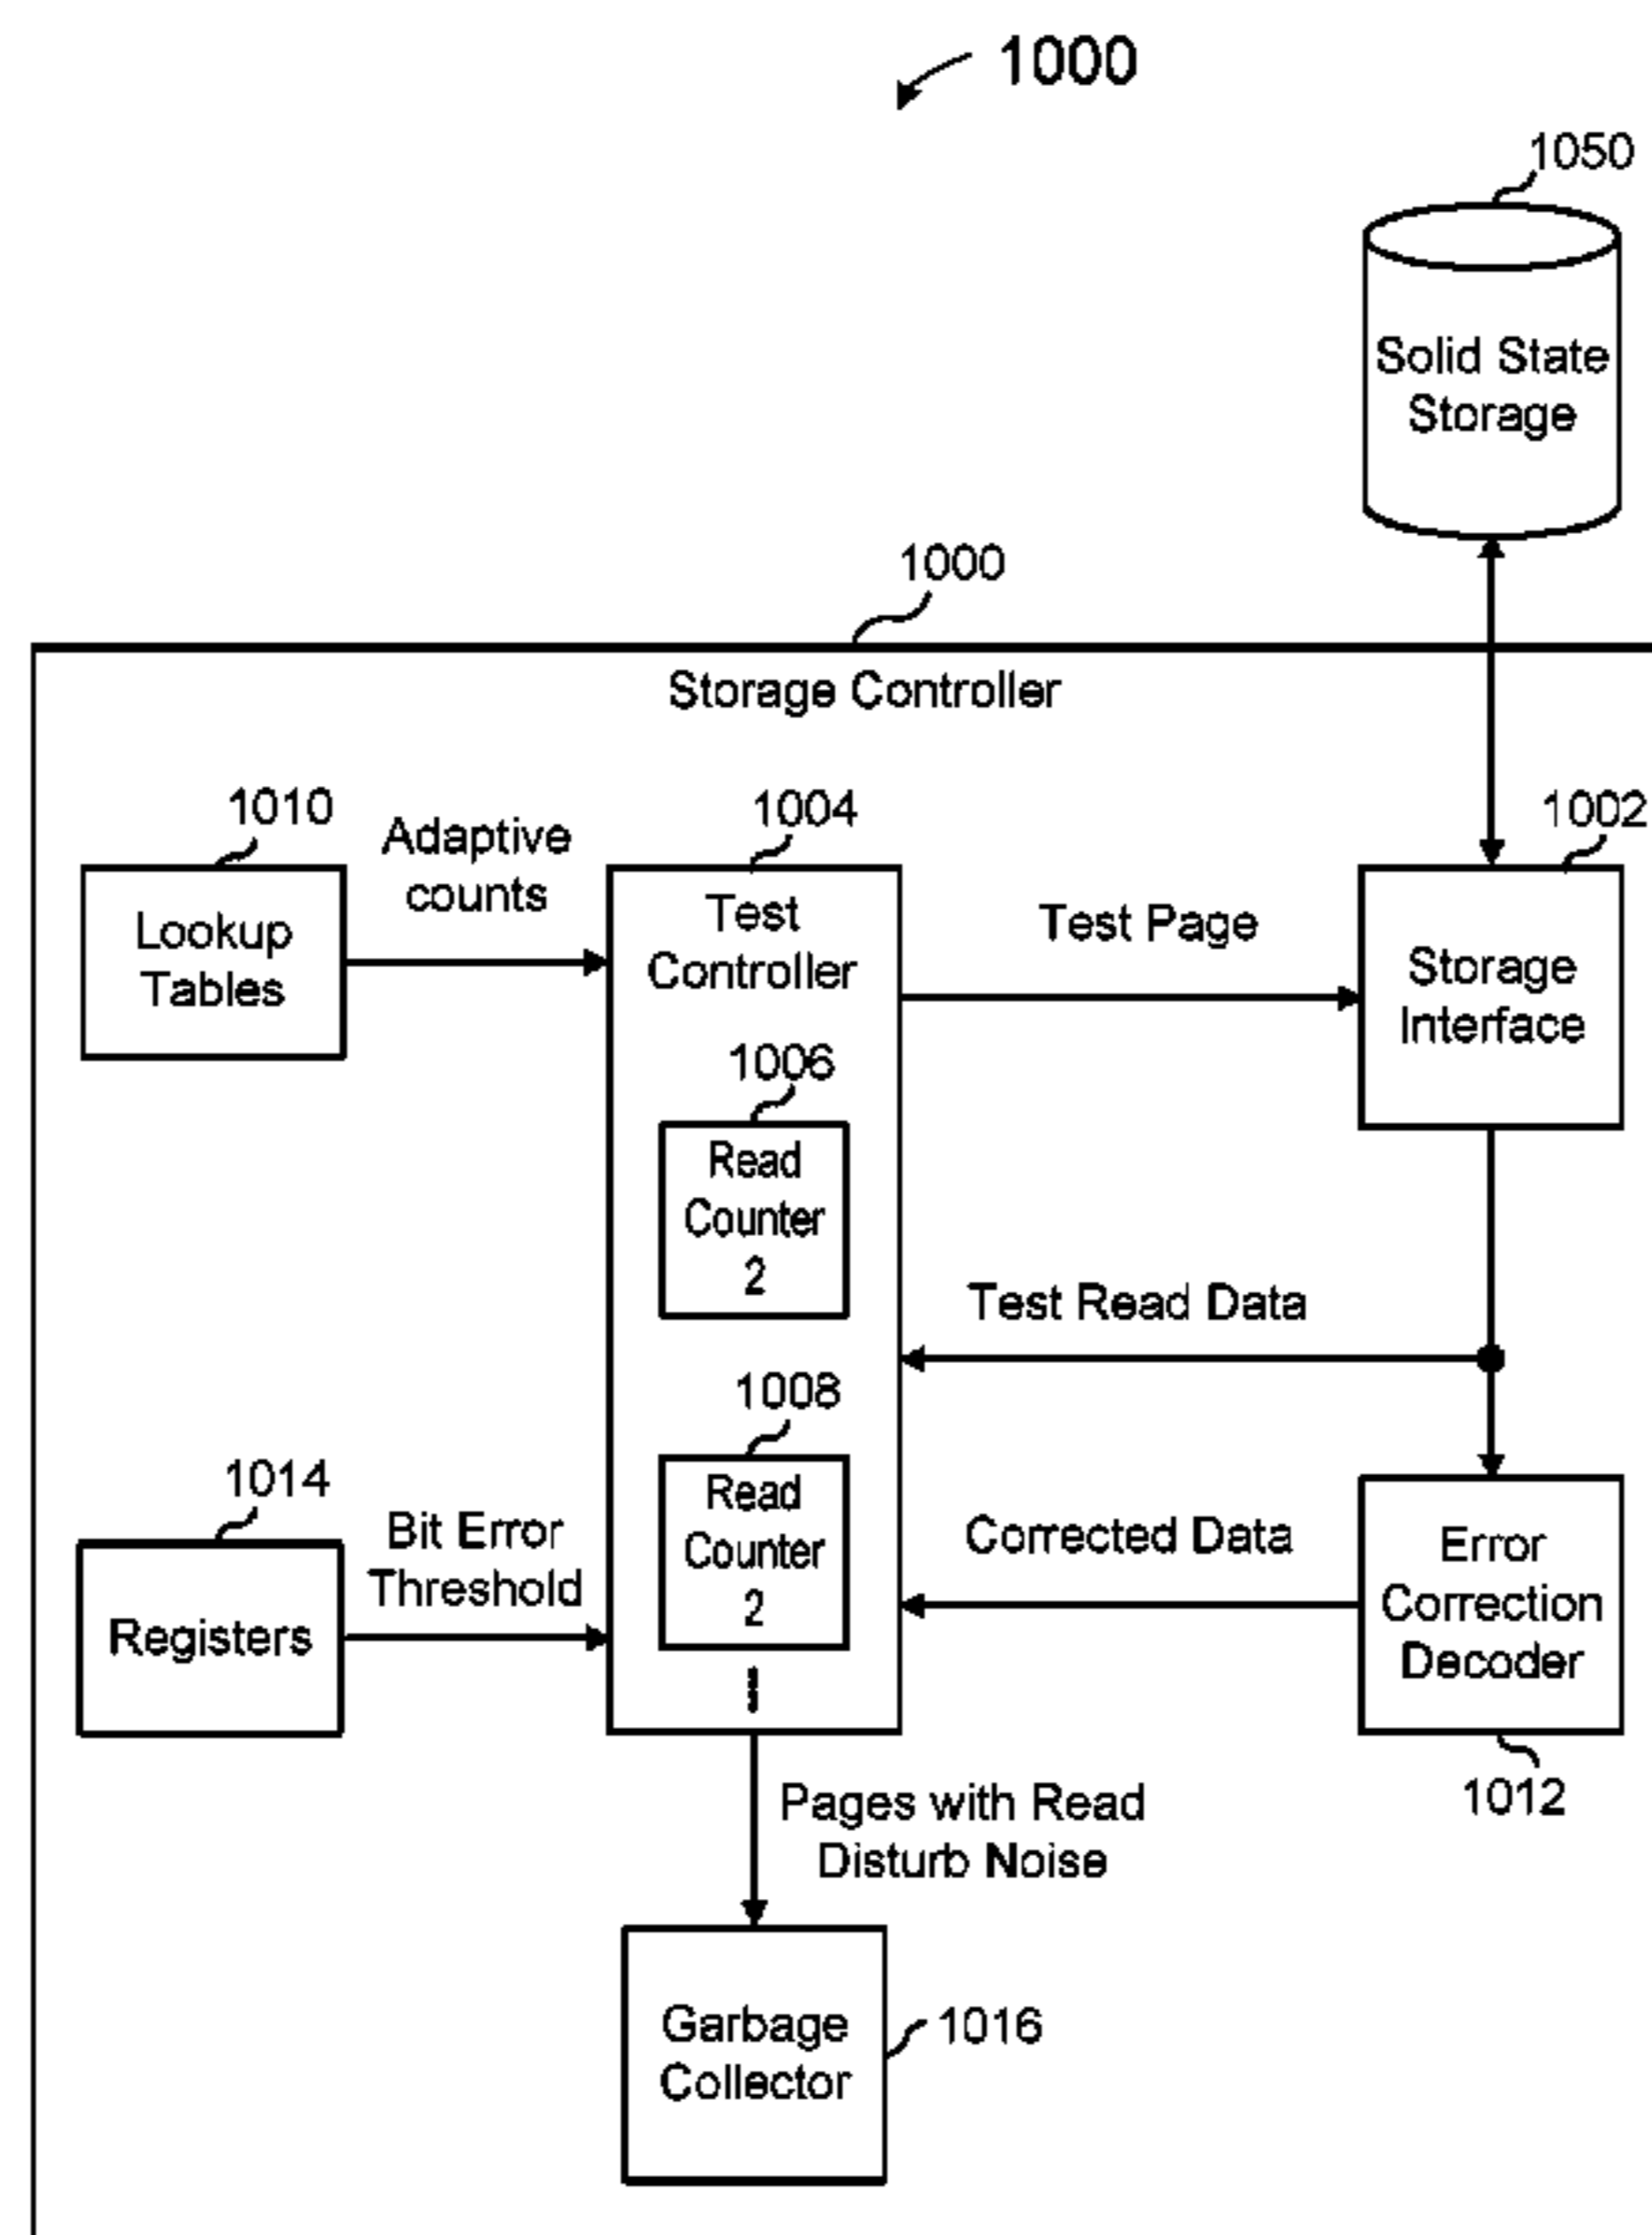 1000
1050
Solid State
Storage
1000
Storage Controller
1010
Adaptive
counts
1004
1002
Lookup
Tables
Test
Controller
Test Page
Storage
Interface
1006
Read
Counter
2
Test Read Data
1008
Read
Counter
2
1014
Bit Error
Threshold
Registers
Corrected Data
Error
Correction
Decoder
1012
Pages with Read
Disturb Noise
Garbage
Collector
1016